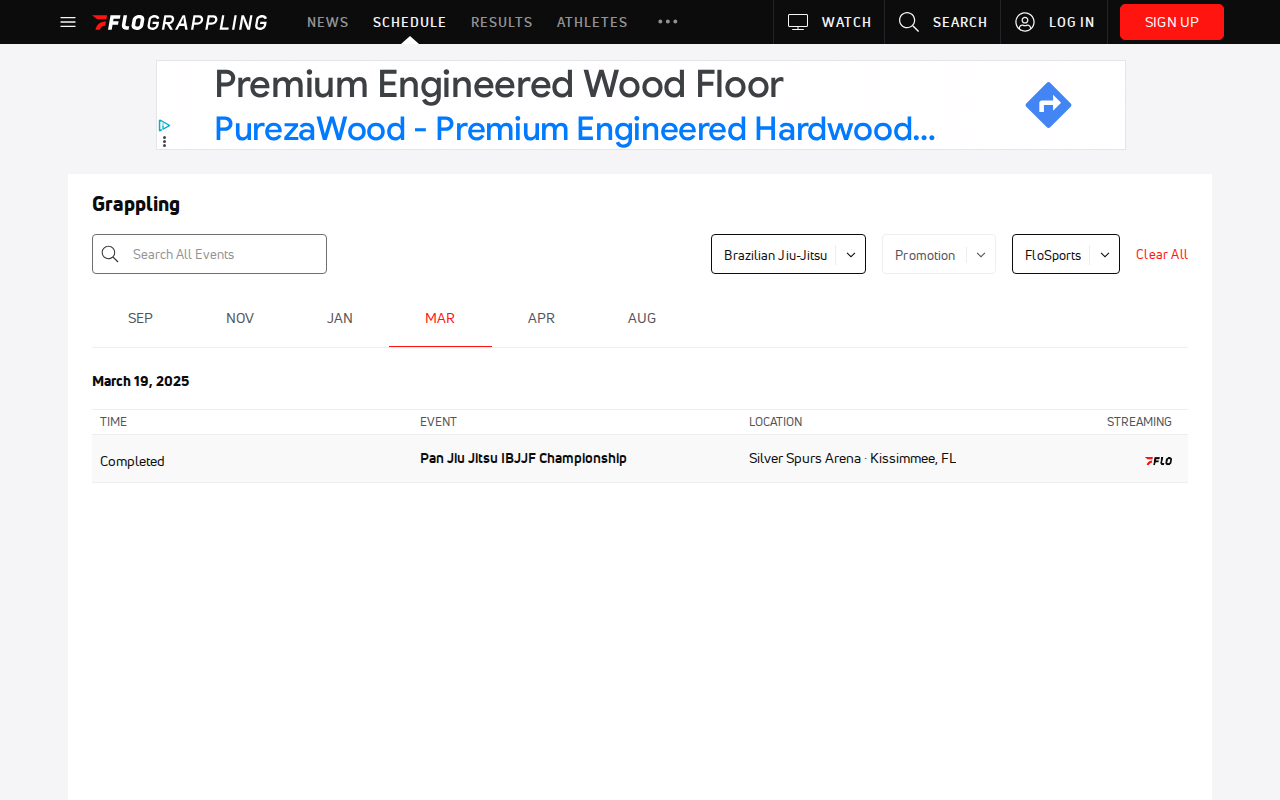 FLOGRAPPLING NEWS SCHEDULE RESULTS ATHLETES WATCH SEARCH LOG IN SIGN UP
Premium Engineered Wood Floor
PurezaWood - Premium Engineered Hardwood...
Grappling
Search All Events Brazilian Jiu-Jitsu Promotion FloSports Clear All
SEP NOV JAN MAR APR AUG
March 19, 2025
TIME EVENT LOCATION STREAMING
Completed Pan Jiu Jitsu IBJJF Championship Silver Spurs Arena · Kissimmee, FL FLO